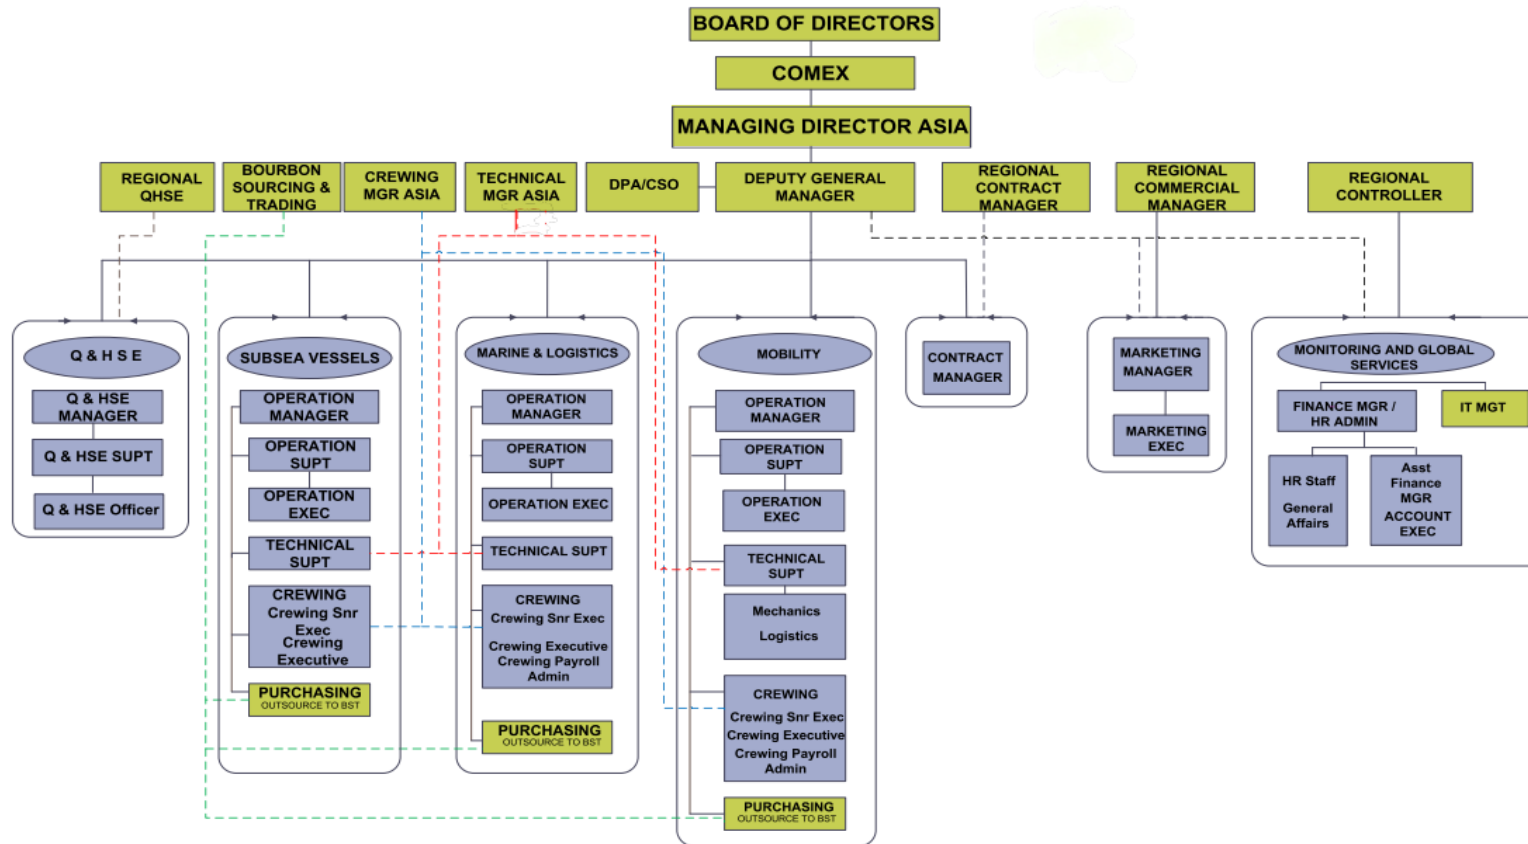 BOARD OF DIRECTORS
COMEX
MANAGING DIRECTOR ASIA
REGIONAL
QHSE
BOURBON
SOURCING &
TRADING
CREWING
MGR ASIA
TECHNICAL
MGR ASIA
DPA/CSO
DEPUTY GENERAL
MANAGER
REGIONAL
CONTRACT
MANAGER
REGIONAL
COMMERCIAL
MANAGER
REGIONAL
CONTROLLER
Q & H S E
Q & HSE
MANAGER
Q & HSE SUPT
Q & HSE Officer
SUBSEA VESSELS
OPERATION
MANAGER
OPERATION
SUPT
OPERATION
EXEC
TECHNICAL
SUPT
CREWING
Crewing Snr
Exec
Crewing
Executive
PURCHASING
OUTSOURCE TO BST
MARINE & LOGISTICS
OPERATION
MANAGER
OPERATION
SUPT
OPERATION EXEC
TECHNICAL SUPT
CREWING
Crewing Snr Exec
Crewing Executive
Crewing Payroll
Admin
PURCHASING
OUTSOURCE TO BST
MOBILITY
OPERATION
MANAGER
OPERATION
SUPT
OPERATION
EXEC
TECHNICAL
SUPT
Mechanics
Logistics
CREWING
Crewing Snr Exec
Crewing Executive
Crewing Payroll
Admin
PURCHASING
OUTSOURCE TO BST
CONTRACT
MANAGER
MARKETING
MANAGER
MARKETING
EXEC
MONITORING AND GLOBAL
SERVICES
FINANCE MGR /
HR ADMIN
IT MGT
HR Staff
General
Affairs
Asst
Finance
MGR
ACCOUNT
EXEC